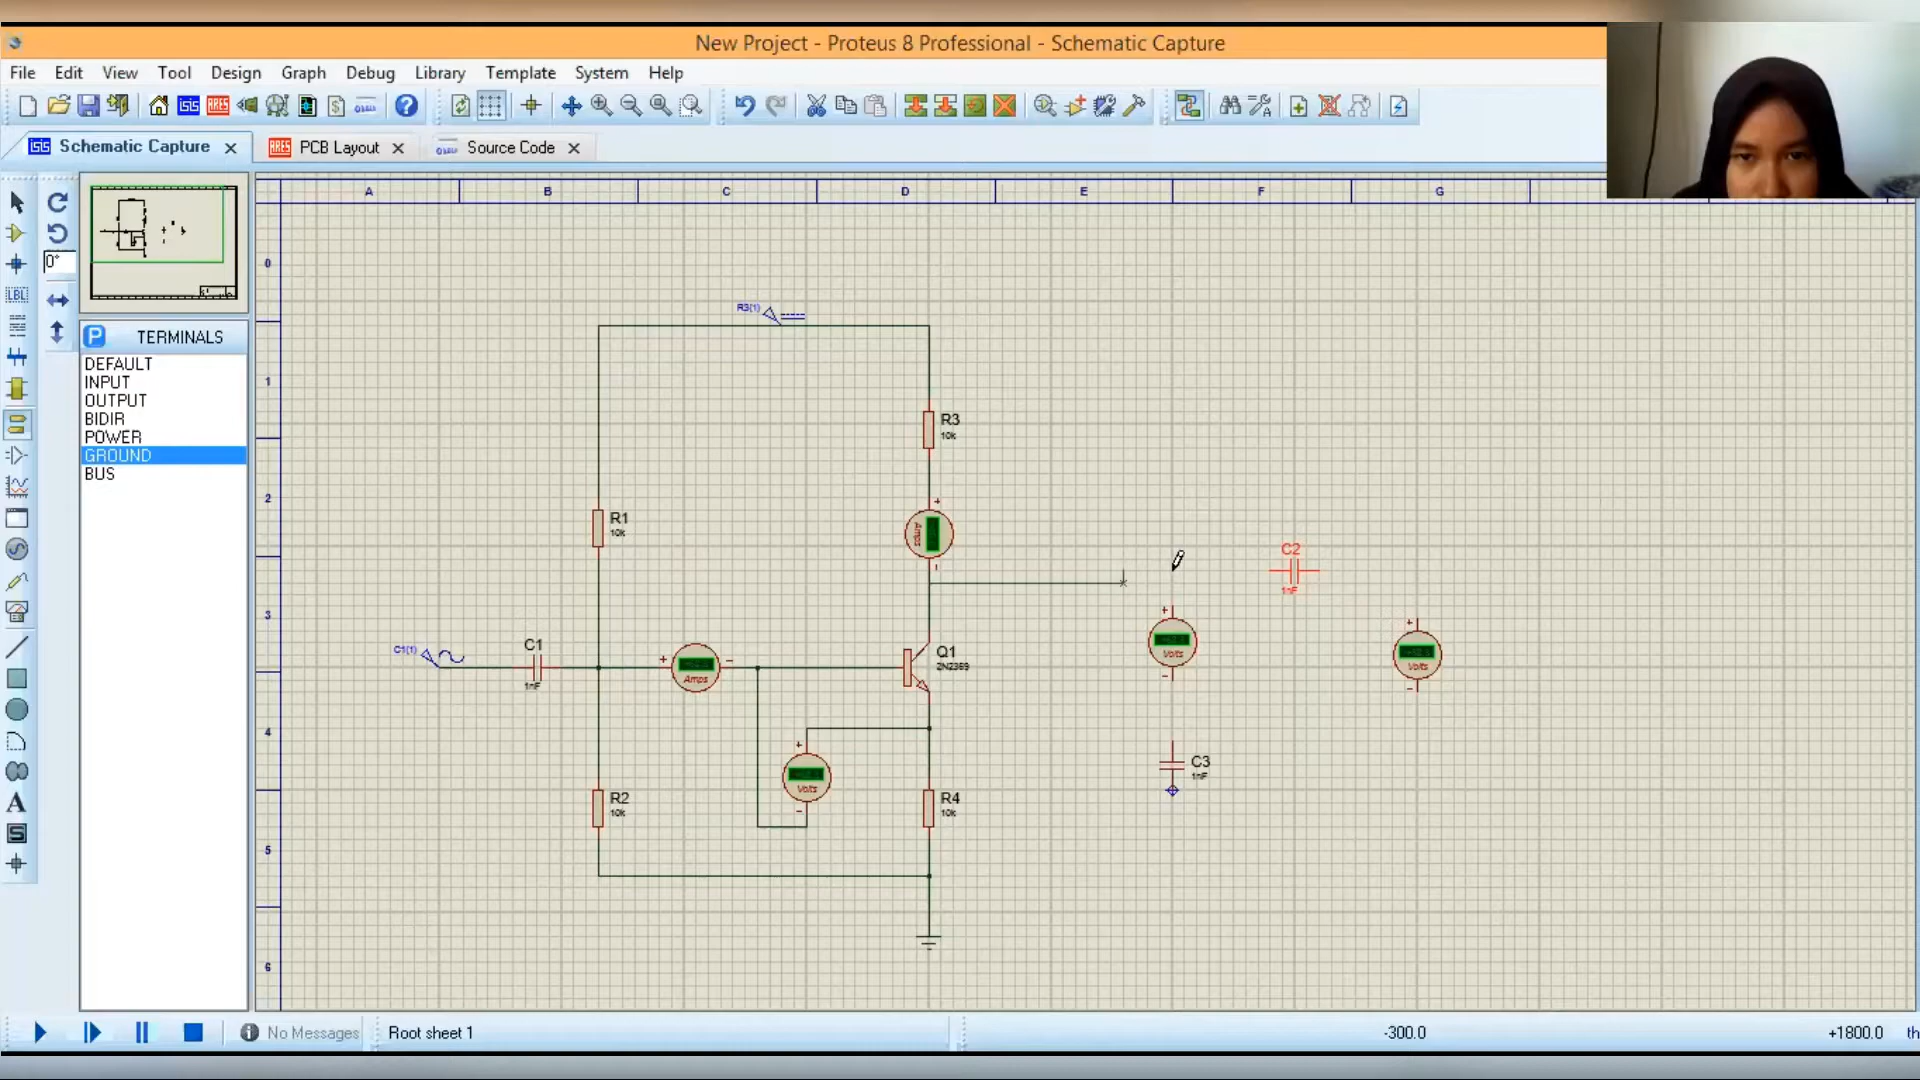 New Project - Proteus 8 Professional - Schematic Capture
File Edit View Tool Design Graph Debug Library Template System Help
Schematic Capture PCB Layout Source Code
A B C D E F G
0°
P TERMINALS
DEFAULT
INPUT
OUTPUT
BIDIR
POWER
GROUND
BUS
LBL
A
S
0
1
2
3
4
5
6
R3(1)
R3
10k
R1
10k
+
Amps
C2
1nF
C1(1)
C1
1nF
+
-
Amps
Q1
2N2369
+
Volts
-
+
Volts
-
+
Volts
-
C3
1nF
R2
10k
R4
10k
No Messages Root sheet 1 -300.0 +1800.0 th